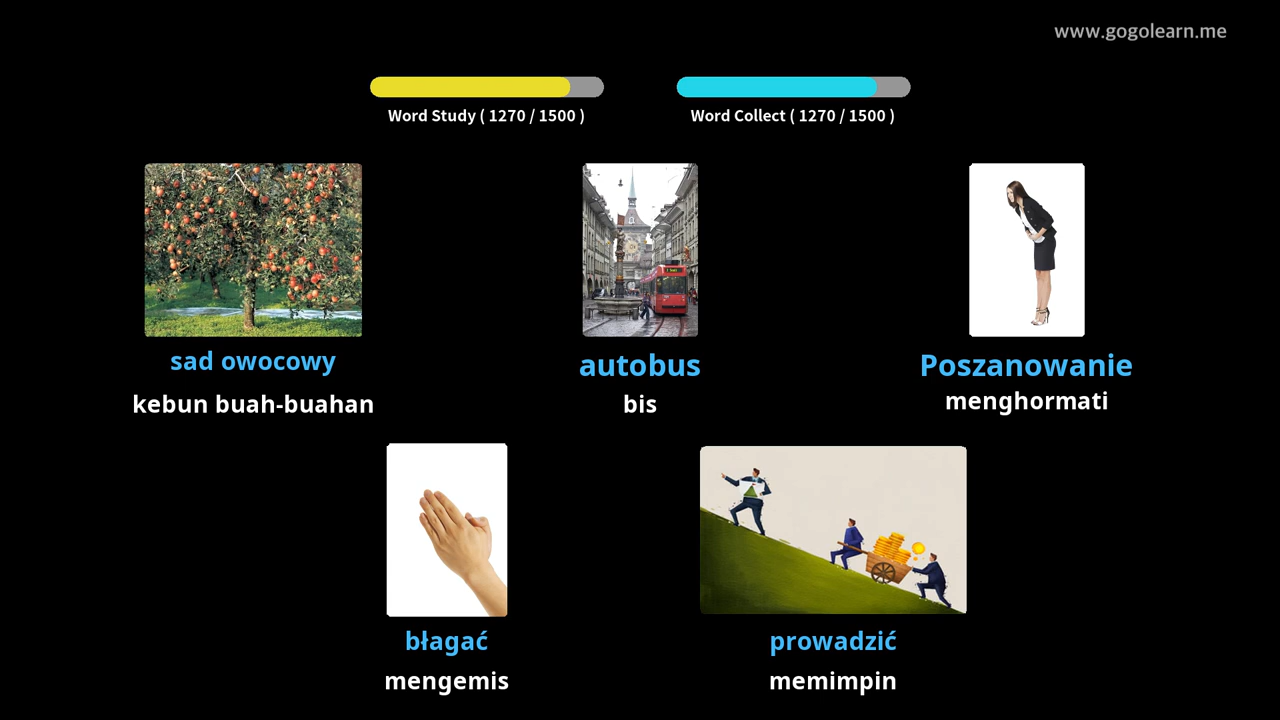 www.gogolearn.me
Word Study ( 1270 / 1500 )
Word Collect ( 1270 / 1500 )
sad owocowy
kebun buah-buahan
autobus
bis
Poszanowanie
menghormati
błagać
mengemis
prowadzić
memimpin